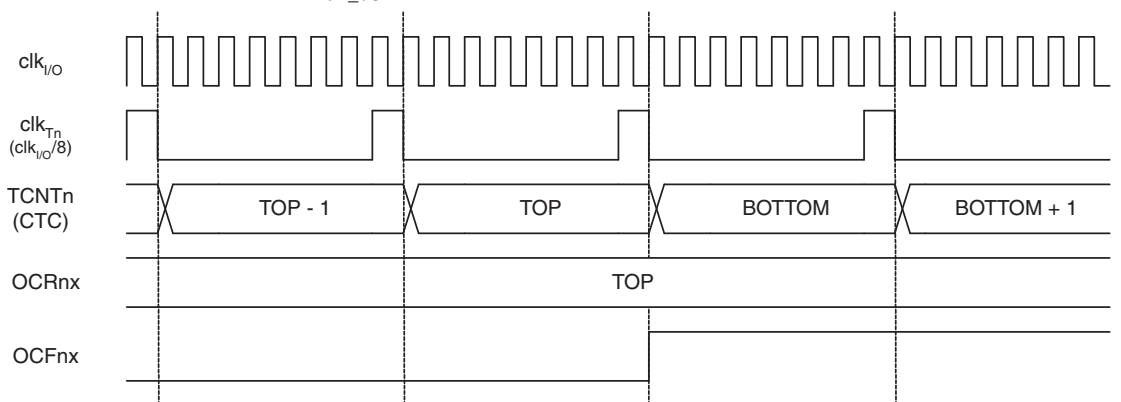 clkI/O
clkTn
(clkI/O/8)
TCNTn
(CTC)
TOP - 1
TOP
BOTTOM
BOTTOM + 1
OCRnx
TOP
OCFnx